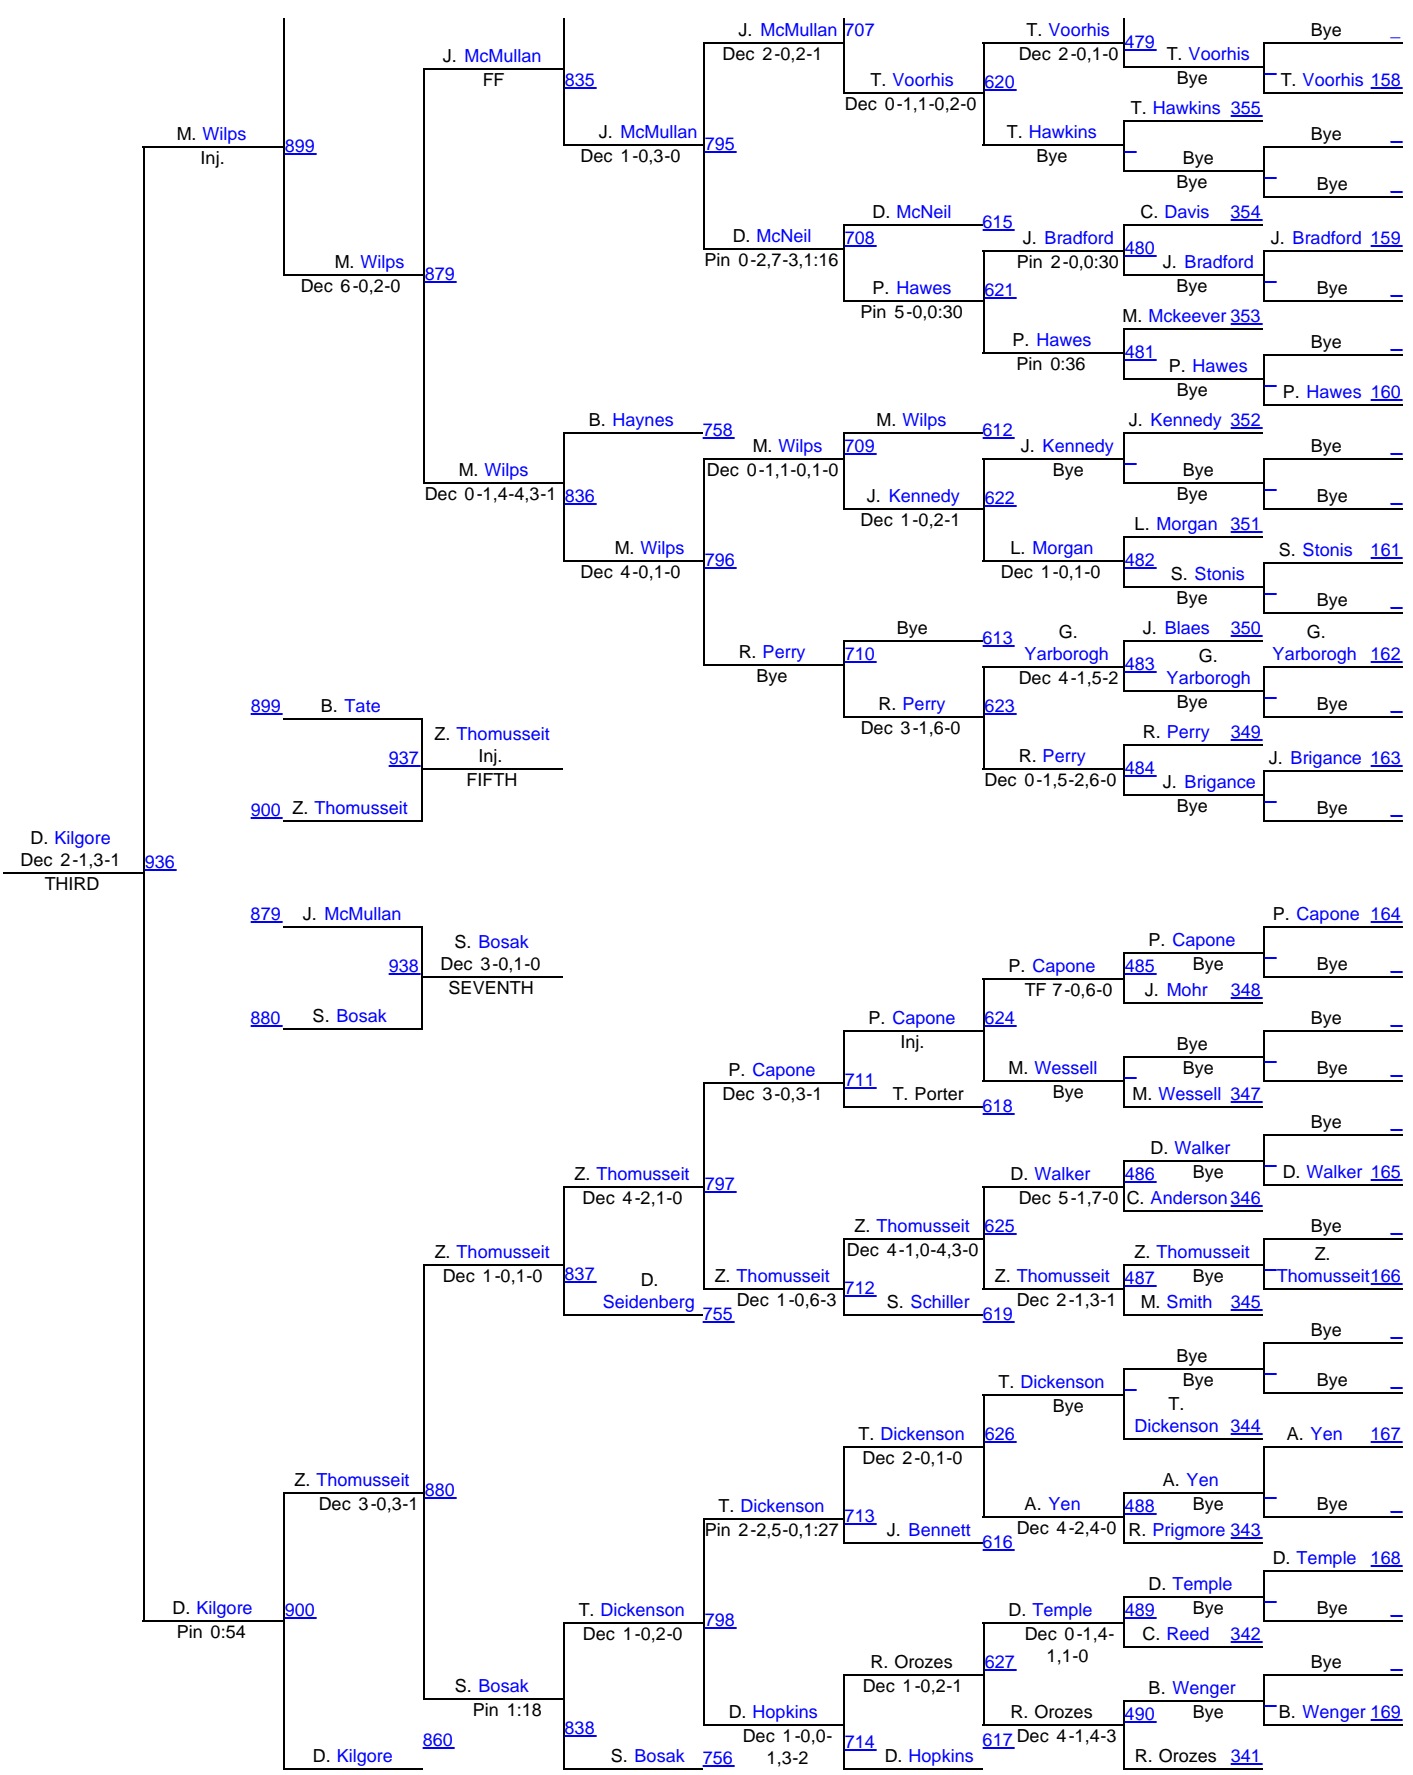 J. McMullan 707
T. Voorhis
Bye _
Dec 2-0,2-1
Dec 2-0,1-0
479
T. Voorhis
J. McMullan
FF
835
T. Voorhis
620
Bye
_
T. Voorhis 158
Dec 0-1,1-0,2-0
T. Hawkins 355
M. Wilps
Inj.
899
J. McMullan
Dec 1-0,3-0
795
T. Hawkins
Bye
_
Bye
Bye
Bye _
_
Bye _
D. McNeil
615
C. Davis 354
D. McNeil
Pin 0-2,7-3,1:16
708
J. Bradford
Pin 2-0,0:30
480
J. Bradford 159
M. Wilps
Dec 6-0,2-0
879
J. Bradford
Bye
_
Bye _
P. Hawes
Pin 5-0,0:30
621
M. Mckeever 353
P. Hawes
Pin 0:36
481
Bye _
P. Hawes
Bye
_
P. Hawes 160
B. Haynes
758
M. Wilps
612
J. Kennedy 352
M. Wilps
Dec 0-1,1-0,1-0
709
J. Kennedy
Bye
_
Bye _
M. Wilps
Dec 0-1,4-4,3-1
836
J. Kennedy
Dec 1-0,2-1
622
Bye
Bye
_
Bye _
L. Morgan 351
M. Wilps
Dec 4-0,1-0
796
L. Morgan
Dec 1-0,1-0
482
S. Stonis 161
S. Stonis
Bye
_
Bye _
Bye
613
G.
Yarborogh
Dec 4-1,5-2
J. Blaes 350
G.
Yarborogh 162
R. Perry
Bye
710
483
G.
Yarborogh
Bye
_
Bye _
899
B. Tate
R. Perry
Dec 3-1,6-0
623
R. Perry 349
Z. Thomusseit
Inj.
FIFTH
937
R. Perry
Dec 0-1,5-2,6-0
484
J. Brigance 163
J. Brigance
Bye
_
Bye _
900 Z. Thomusseit
D. Kilgore
Dec 2-1,3-1
THIRD
936
879
J. McMullan
P. Capone 164
S. Bosak
Dec 3-0,1-0
SEVENTH
938
P. Capone
TF 7-0,6-0
P. Capone
485
Bye
_
Bye _
J. Mohr 348
880
S. Bosak
P. Capone
Inj.
624
Bye _
P. Capone
Dec 3-0,3-1
711
M. Wessell
Bye
Bye
_
Bye
_
Bye _
T. Porter
618
M. Wessell 347
Bye _
Z. Thomusseit
Dec 4-2,1-0
797
D. Walker
Dec 5-1,7-0
D. Walker
486
Bye
_
D. Walker 165
C. Anderson 346
Z. Thomusseit
Dec 4-1,0-4,3-0
625
Bye _
Z. Thomusseit
Dec 1-0,1-0
837
D.
Seidenberg
755
Z. Thomusseit
Dec 1-0,6-3
712
Z. Thomusseit
Dec 2-1,3-1
Z. Thomusseit
487
Bye
_
Z.
Thomusseit 166
S. Schiller
619
M. Smith 345
Bye _
T. Dickenson
Bye
Bye
_
Bye
_
Bye _
T.
Dickenson 344
T. Dickenson
Dec 2-0,1-0
626
A. Yen 167
Z. Thomusseit
Dec 3-0,3-1
880
T. Dickenson
Pin 2-2,5-0,1:27
713
A. Yen
Dec 4-2,4-0
A. Yen
488
Bye
_
Bye _
J. Bennett
616
R. Prigmore 343
D. Temple 168
D. Kilgore
Pin 0:54
900
T. Dickenson
Dec 1-0,2-0
798
D. Temple
Dec 0-1,4-
1,1-0
D. Temple
489
Bye
_
Bye _
C. Reed 342
R. Orozes
Dec 1-0,2-1
627
Bye _
S. Bosak
Pin 1:18
838
D. Hopkins
Dec 1-0,0-
1,3-2
714
R. Orozes
Dec 4-1,4-3
B. Wenger
490
Bye
_
B. Wenger 169
D. Kilgore
860
S. Bosak 756
D. Hopkins
617
R. Orozes 341